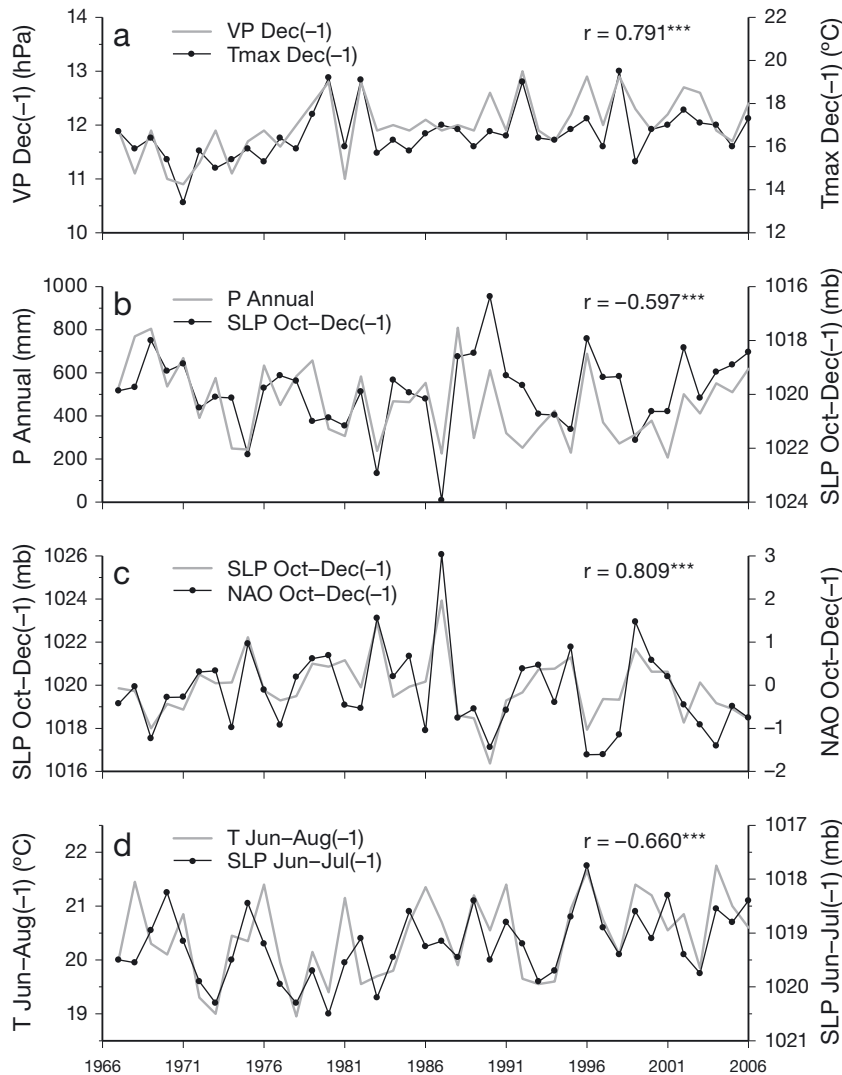 a
VP Dec(–1)
Tmax Dec(–1)
r = 0.791***
VP Dec(–1) (hPa)
14
13
12
11
10
Tmax Dec(–1) (ºC)
22
20
18
16
14
12
b
P Annual
SLP Oct–Dec(–1)
r = –0.597***
P Annual (mm)
1000
800
600
400
200
0
SLP Oct–Dec(–1) (mb)
1016
1018
1020
1022
1024
c
SLP Oct–Dec(–1)
NAO Oct–Dec(–1)
r = 0.809***
SLP Oct–Dec(–1) (mb)
1026
1024
1022
1020
1018
1016
NAO Oct–Dec(–1)
3
2
1
0
–1
–2
d
T Jun–Aug(–1)
SLP Jun–Jul(–1)
r = –0.660***
T Jun–Aug(–1) (ºC)
22
21
20
19
SLP Jun–Jul(–1) (mb)
1017
1018
1019
1020
1021
1966 1971 1976 1981 1986 1991 1996 2001 2006